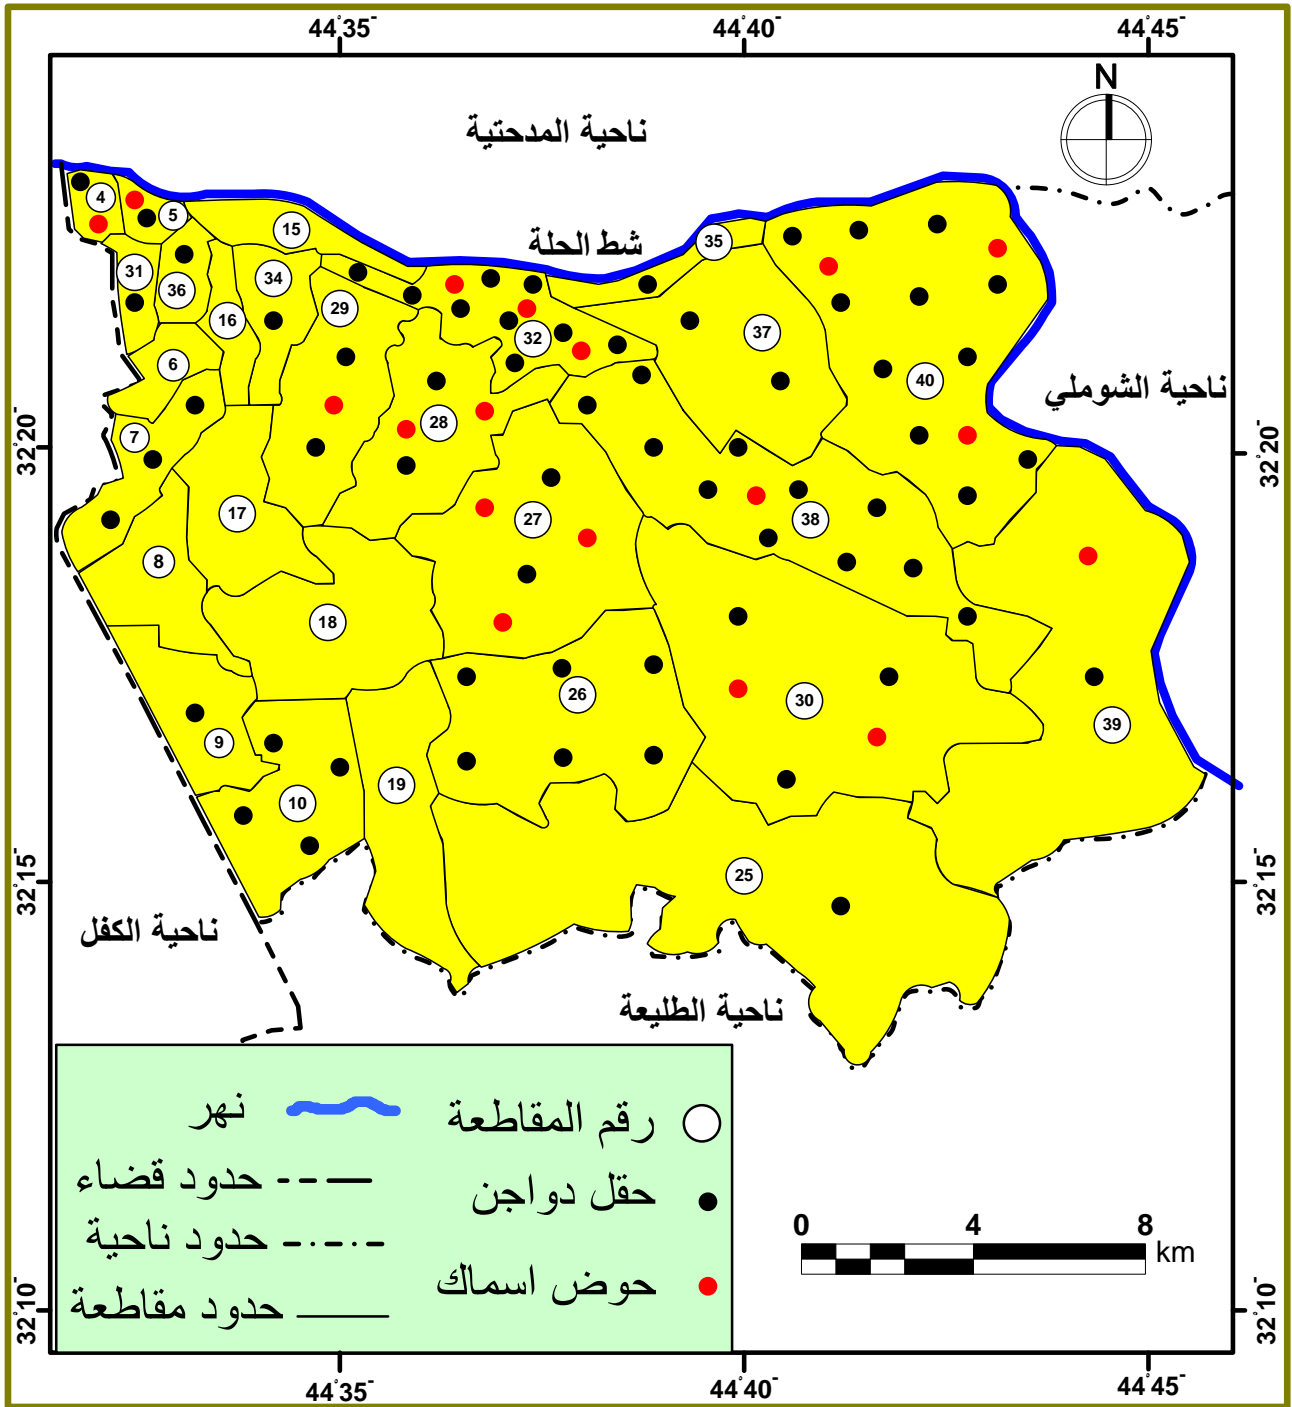 44°35-
44°40-
44°45-
N
ناحية المدحتية
4
5
15
35
شط الحلة
31
36
34
29
16
32
37
6
40
ناحية الشوملي
28
7
32°20-
32°20-
17
27
38
8
18
26
30
39
9
19
10
25
32°15-
32°15-
ناحية الكفل
ناحية الطليعة
رقم المقاطعة
نهر
حقل دواجن
حدود قضاء
حدود ناحية
حوض اسماك
حدود مقاطعة
0 4 8
km
32°10-
32°10-
44°35-
44°40-
44°45-